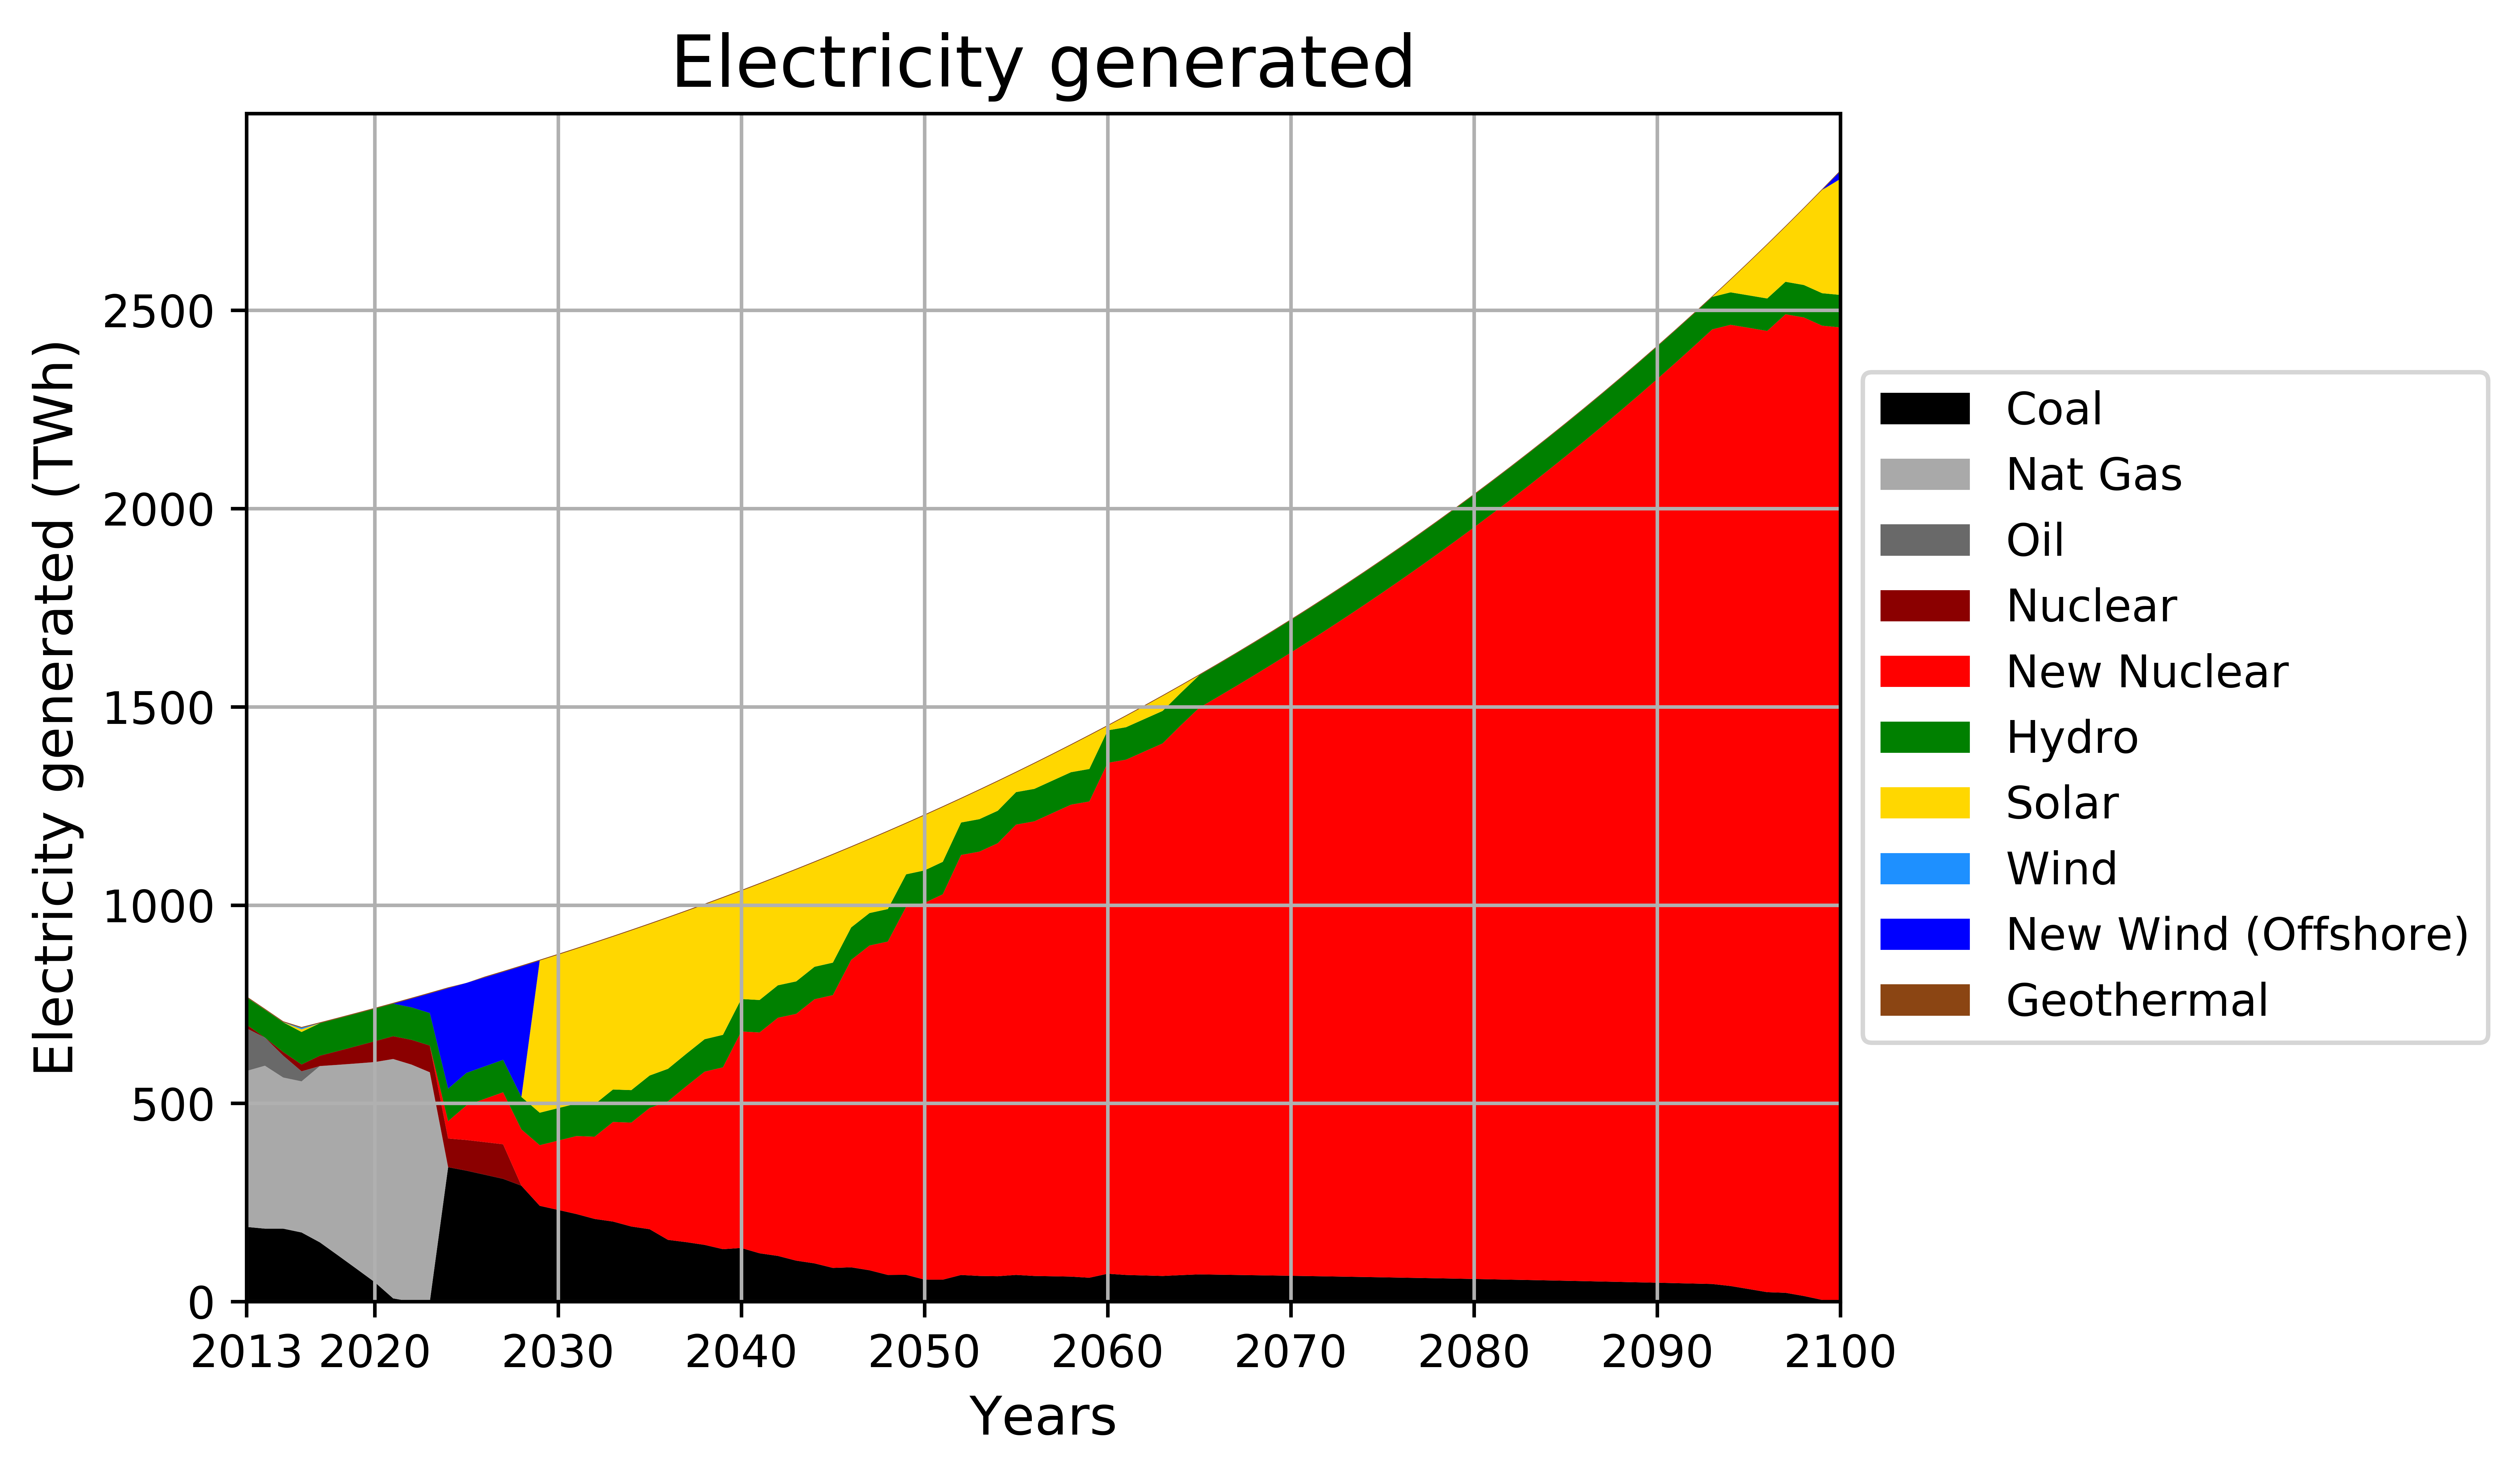 Electricity generated
Electricity generated (TWh)
2500
2000
1500
1000
500
0
2013 2020 2030 2040 2050 2060 2070 2080 2090 2100
Years
Coal
Nat Gas
Oil
Nuclear
New Nuclear
Hydro
Solar
Wind
New Wind (Offshore)
Geothermal